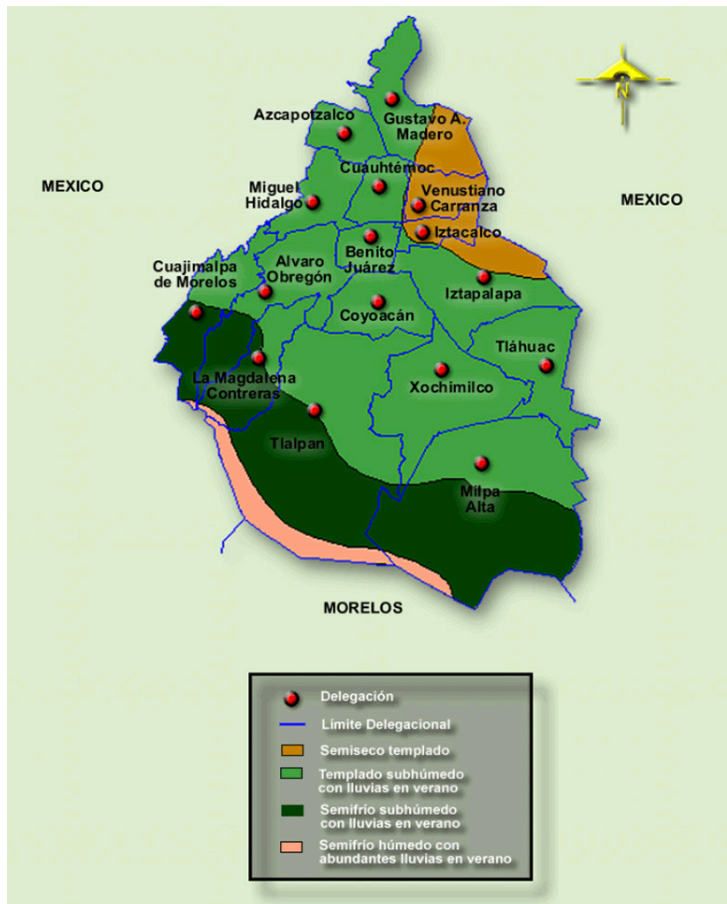 N
Gustavo A.
Madero
Azcapotzalco
Cuauhtémoc
MEXICO
Miguel
Hidalgo
Venustiano
Carranza
MEXICO
Iztacalco
Benito
Juárez
Alvaro
Obregón
Cuajimalpa
de Morelos
Iztapalapa
Coyoacán
Tláhuac
La Magdalena
Contreras
Xochimilco
Tlalpan
Milpa
Alta
MORELOS
Delegación
Límite Delegacional
Semiseco templado
Templado subhúmedo
con lluvias en verano
Semifrío subhúmedo
con lluvias en verano
Semifrío húmedo con
abundantes lluvias en verano